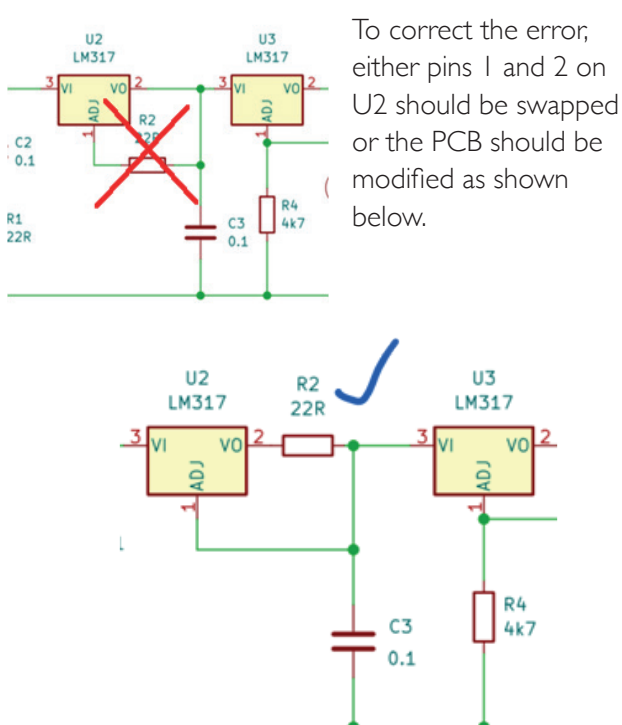 U2
LM317
U3
LM317
3 VI VO 2
3 VI VO 2
ADJ
1
ADJ
1
R2
22R
C2
0.1
R1
22R
C3
0.1
R4
4k7
To correct the error,
either pins 1 and 2 on
U2 should be swapped
or the PCB should be
modified as shown
below.
U2
LM317
R2
22R
U3
LM317
3 VI VO 2
3 VI VO 2
ADJ
1
ADJ
1
C3
0.1
R4
4k7